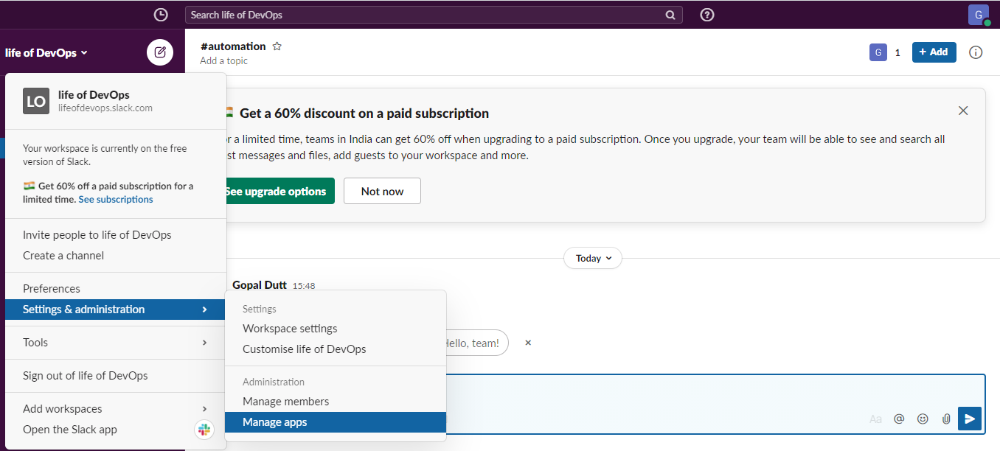 Search life of DevOps
G
life of DevOps
#automation
Add a topic
G
1
+ Add
LO
life of DevOps
lifeofdevops.slack.com
Your workspace is currently on the free
version of Slack.
Get 60% off a paid subscription for a
limited time. See subscriptions
Invite people to life of DevOps
Create a channel
Preferences
Settings & administration
Tools
Sign out of life of DevOps
Add workspaces
Open the Slack app
Get a 60% discount on a paid subscription
r a limited time, teams in India can get 60% off when upgrading to a paid subscription. Once you upgrade, your team will be able to see and search all
st messages and files, add guests to your workspace and more.
See upgrade options
Not now
Today
Gopal Dutt 15:48
Settings
Workspace settings
Customise life of DevOps
Administration
Manage members
Manage apps
Hello, team!
Aa
@